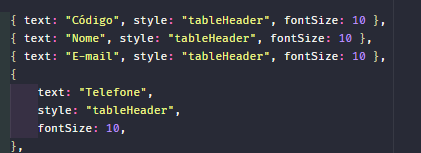 { text: "Código", style: "tableHeader", fontSize: 10 },
{ text: "Nome", style: "tableHeader", fontSize: 10 },
{ text: "E-mail", style: "tableHeader", fontSize: 10 },
{
text: "Telefone",
style: "tableHeader",
fontSize: 10,
},